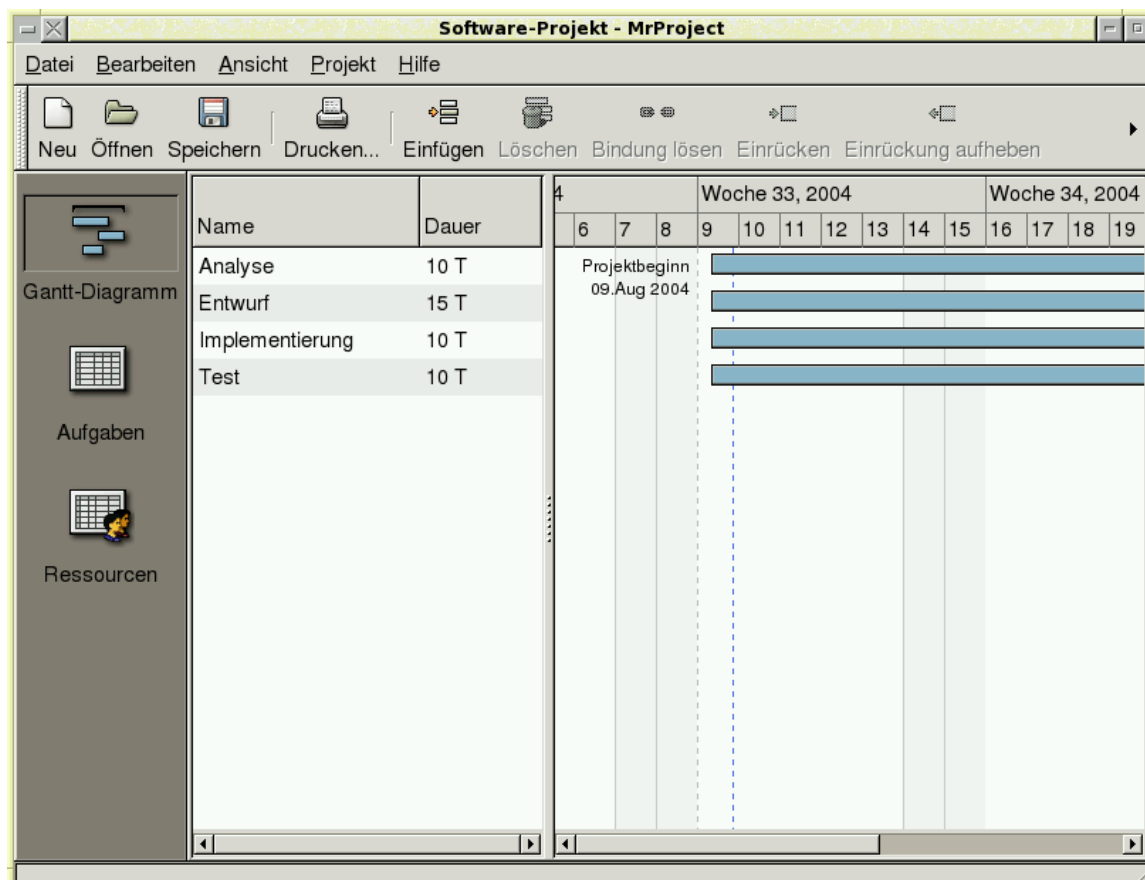 Software-Projekt - MrProject
Datei Bearbeiten Ansicht Projekt Hilfe
Neu Öffnen Speichern Drucken... Einfügen Löschen Bindung lösen Einrücken Einrückung aufheben
Gantt-Diagramm
Aufgaben
Ressourcen
Name Dauer
Analyse 10 T
Entwurf 15 T
Implementierung 10 T
Test 10 T
4 Woche 33, 2004 Woche 34, 2004
6 7 8 9 10 11 12 13 14 15 16 17 18 19
Projektbeginn
09.Aug 2004